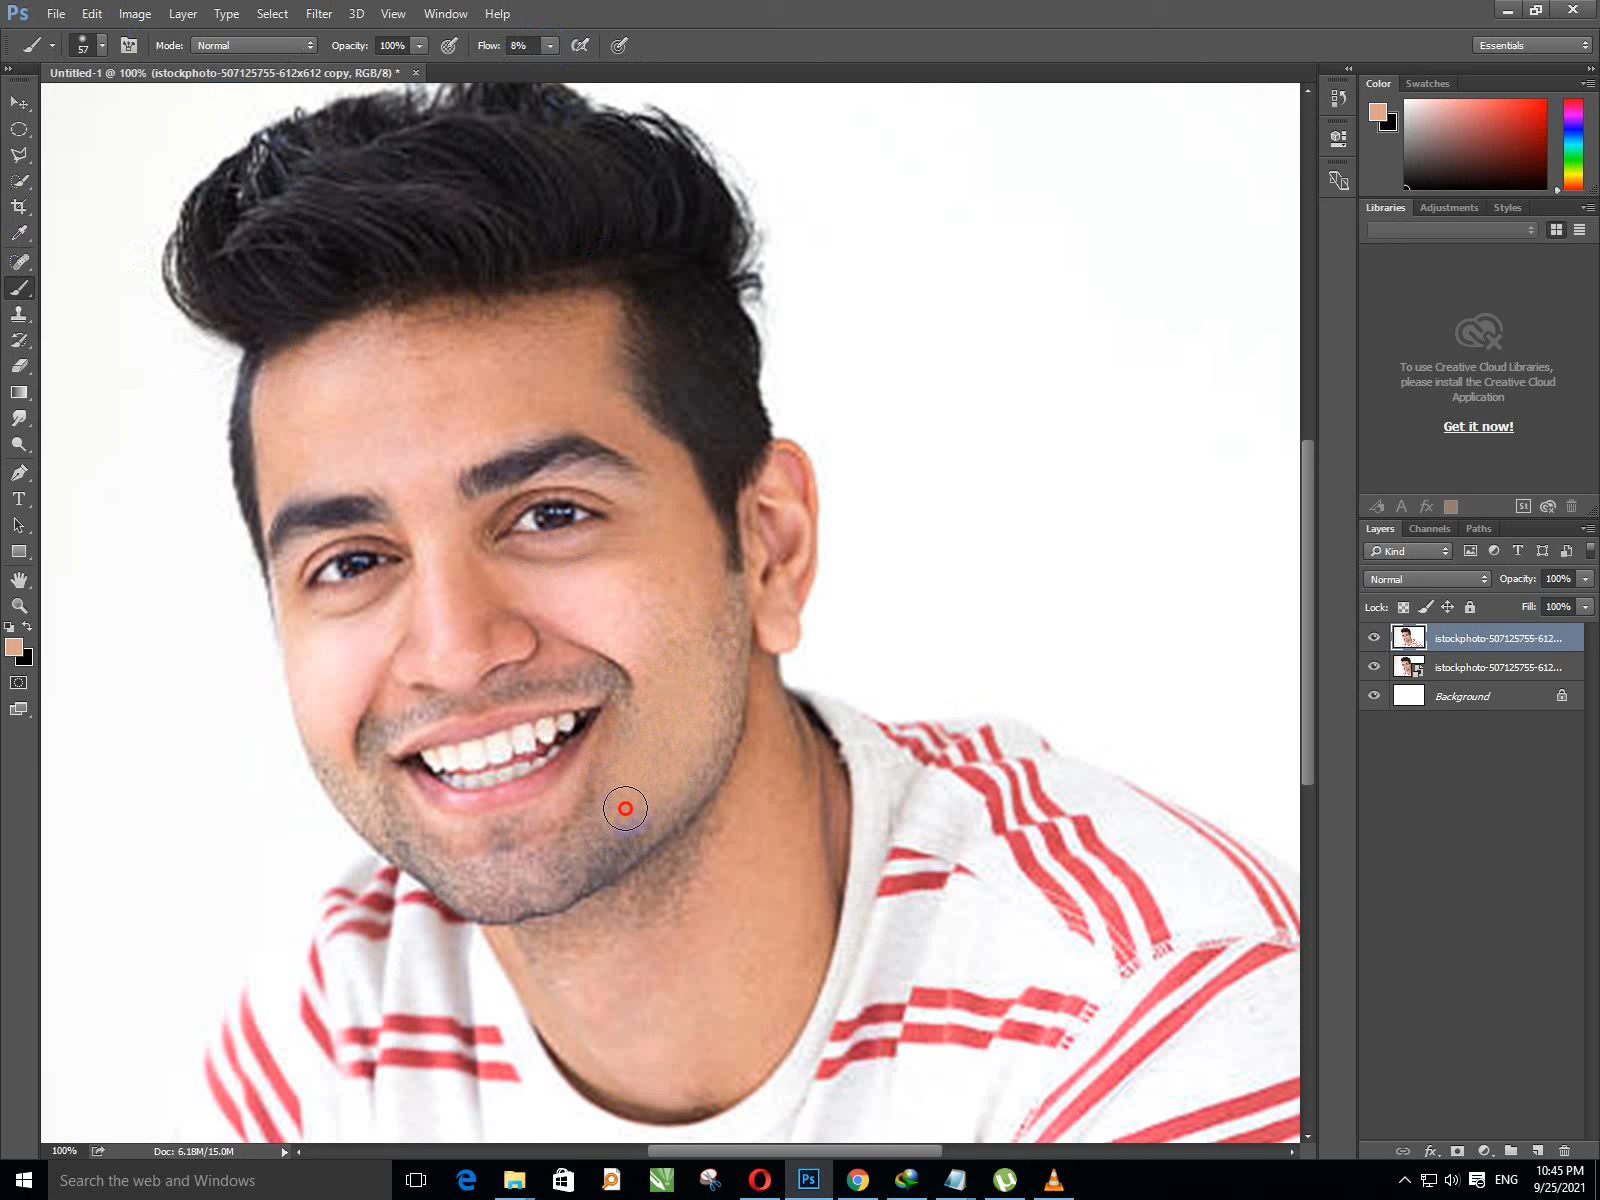 Ps File Edit Image Layer Type Select Filter 3D View Window Help
57 Mode: Normal Opacity: 100% Flow: 8% Essentials
Untitled-1 @ 100% (istockphoto-507125755-612x612 copy, RGB/8) * ×
Color Swatches
Libraries Adjustments Styles
To use Creative Cloud Libraries,
please install the Creative Cloud
Application
Get it now!
St
Layers Channels Paths
Kind
Normal Opacity: 100%
Lock: Fill: 100%
istockphoto-507125755-612...
istockphoto-507125755-612...
Background
100% Doc: 6.18M/15.0M
Search the web and Windows
Ps
ENG
10:45 PM
9/25/2021